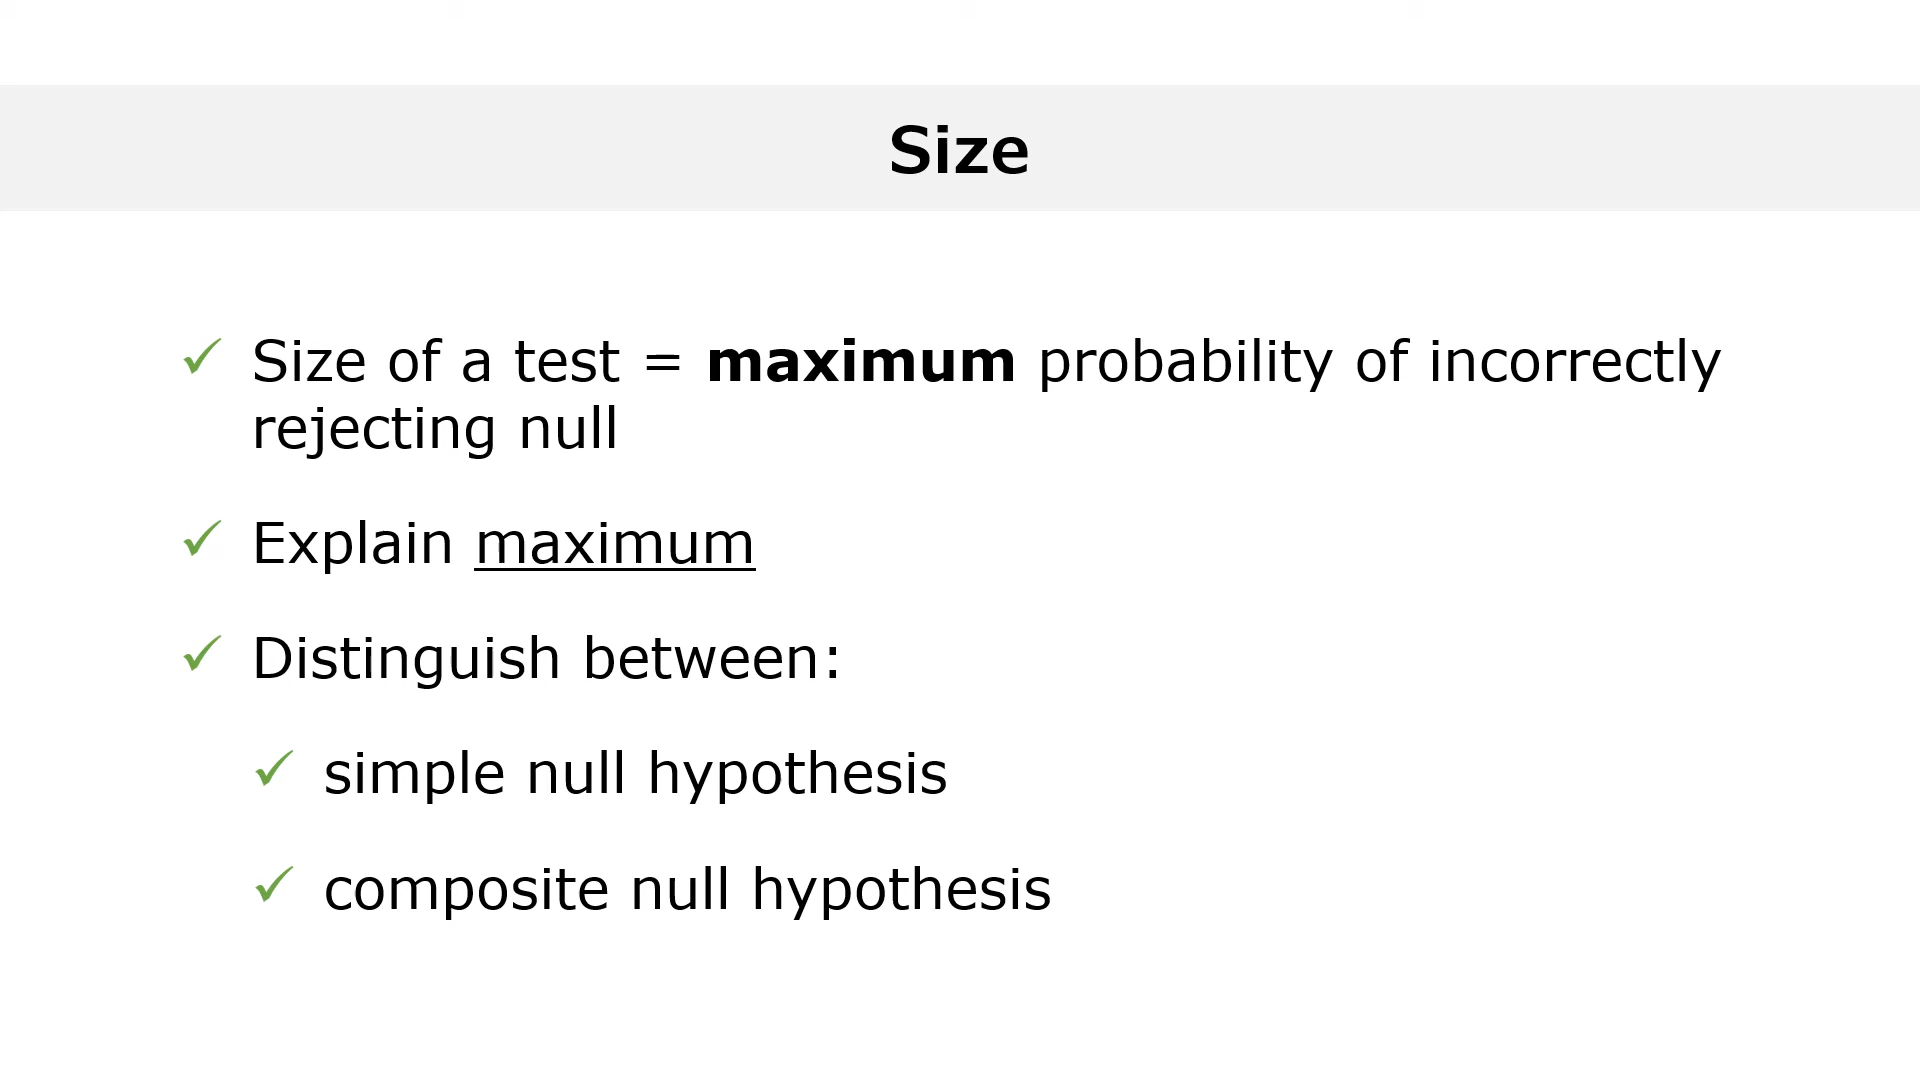 Size
Size of a test = maximum probability of incorrectly
rejecting null
Explain maximum
Distinguish between:
simple null hypothesis
composite null hypothesis